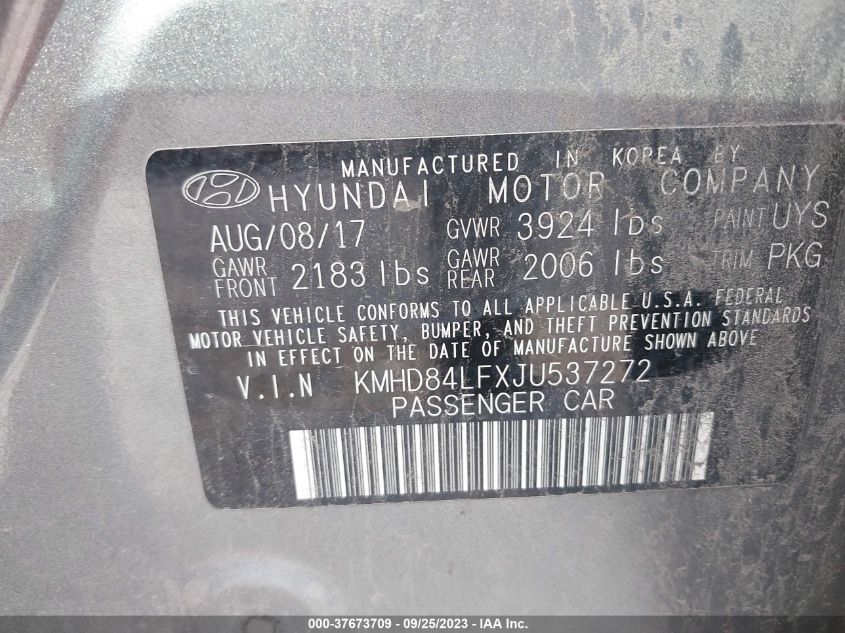 MANUFACTURED IN KOREA BY
HYUNDAI MOTOR COMPANY
AUG/08/17 GVWR 3924 lbs PAINT UYS
GAWR FRONT 2183 lbs GAWR REAR 2006 lbs TRIM PKG
THIS VEHICLE CONFORMS TO ALL APPLICABLE U.S.A. FEDERAL
MOTOR VEHICLE SAFETY, BUMPER, AND THEFT PREVENTION STANDARDS
IN EFFECT ON THE DATE OF MANUFACTURE SHOWN ABOVE
V.I.N KMHD84LFXJU537272
PASSENGER CAR
000-37673709 - 09/25/2023 - IAA Inc.